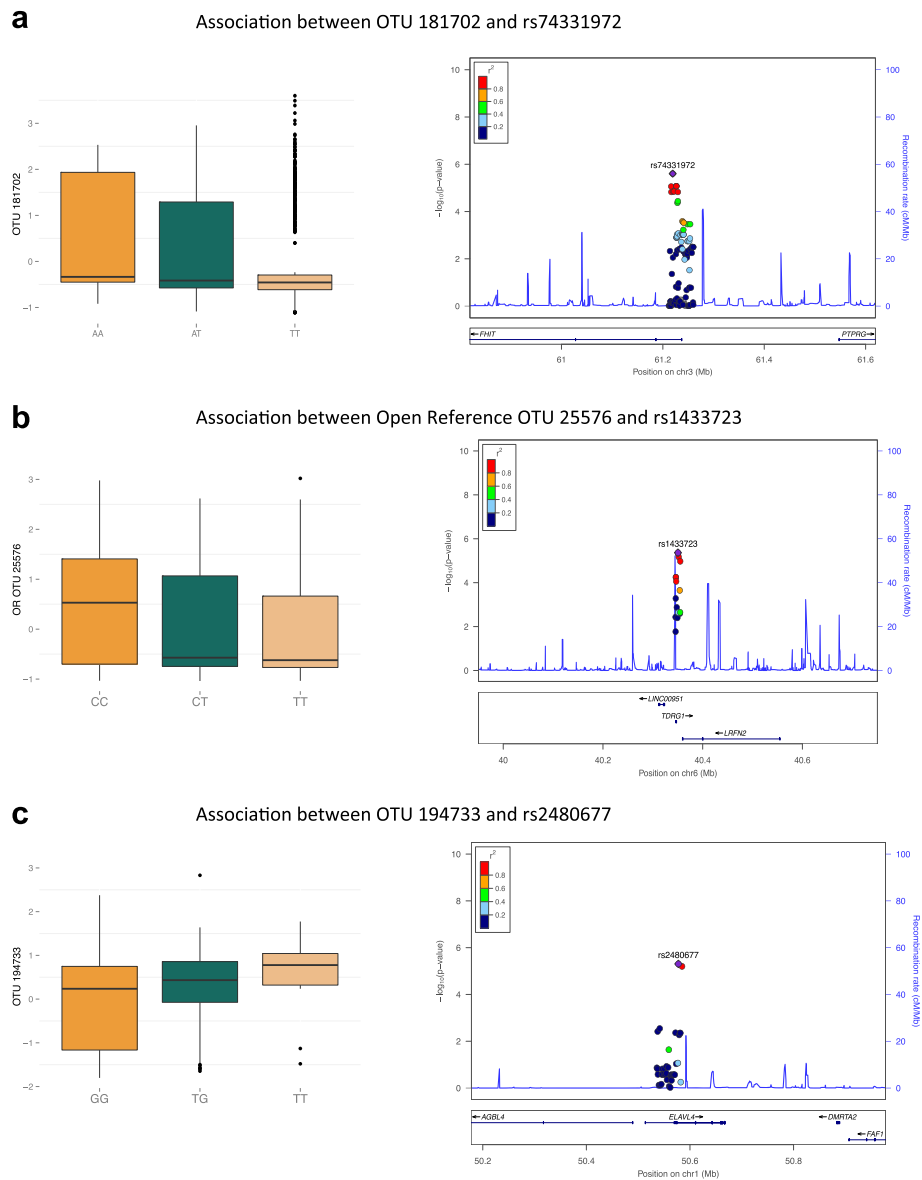 a
Association between OTU 181702 and rs74331972
OTU 181702
3
2
1
0
−1
AA
AT
TT
−log10(p−value)
10
8
6
4
2
0
r2
0.8
0.6
0.4
0.2
rs74331972
100
80
60
40
20
0
Recombination rate (cM/Mb)
FHIT
PTPRG
61
61.2
61.4
61.6
Position on chr3 (Mb)
b
Association between Open Reference OTU 25576 and rs1433723
OR OTU 25576
3
2
1
0
−1
CC
CT
TT
−log10(p−value)
10
8
6
4
2
0
r2
0.8
0.6
0.4
0.2
rs1433723
100
80
60
40
20
0
Recombination rate (cM/Mb)
LINC00951
TDRG1
LRFN2
40
40.2
40.4
40.6
Position on chr6 (Mb)
c
Association between OTU 194733 and rs2480677
OTU 194733
3
2
1
0
−1
−2
GG
TG
TT
−log10(p−value)
10
8
6
4
2
0
r2
0.8
0.6
0.4
0.2
rs2480677
100
80
60
40
20
0
Recombination rate (cM/Mb)
AGBL4
ELAVL4
DMRTA2
FAF1
50.2
50.4
50.6
50.8
Position on chr1 (Mb)